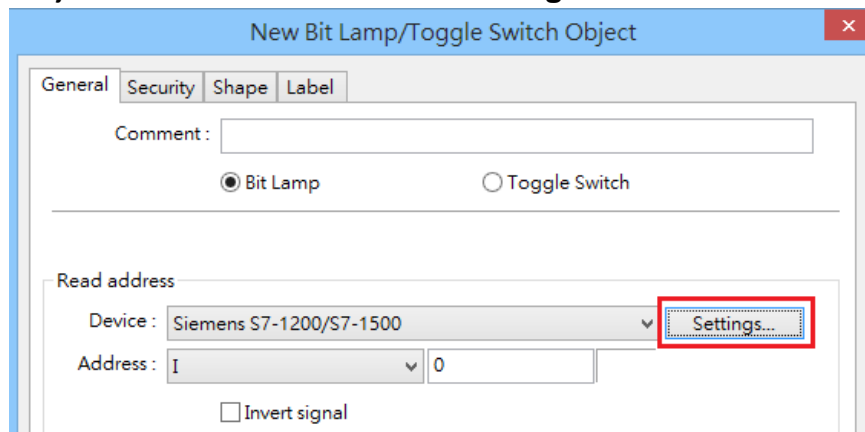 New Bit Lamp/Toggle Switch Object
General Security Shape Label
Comment :
Bit Lamp Toggle Switch
Read address
Device : Siemens S7-1200/S7-1500 Settings...
Address : I 0
Invert signal